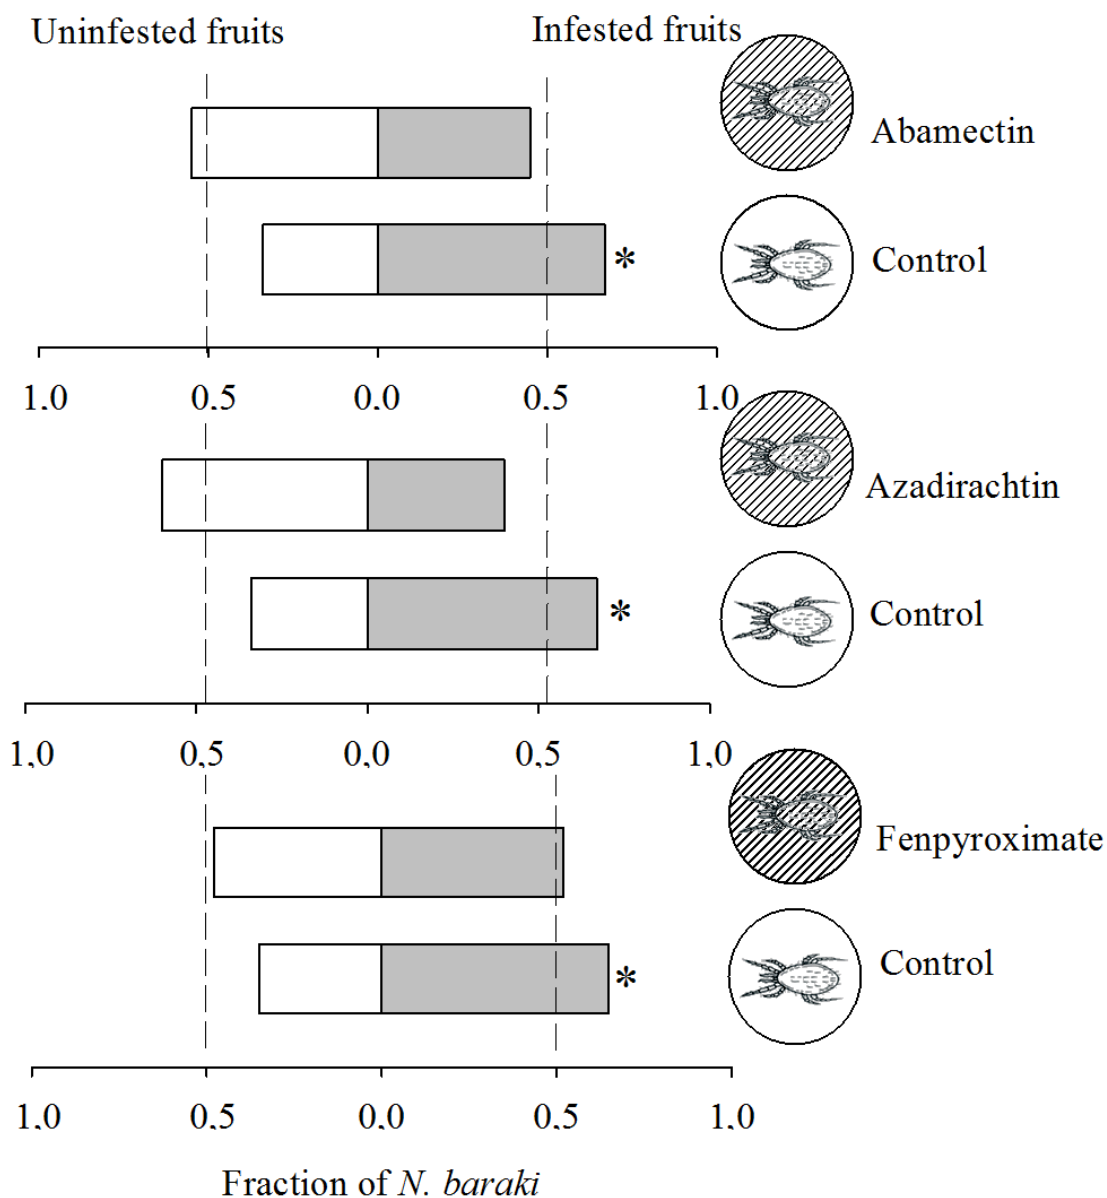 Uninfested fruits Infested fruits
Abamectin
*
Control
1.0 0.5 0.0 0.5 1.0
Azadirachtin
*
Control
1.0 0.5 0.0 0.5 1.0
Fenpyroximate
*
Control
1.0 0.5 0.0 0.5 1.0
Fraction of N. baraki